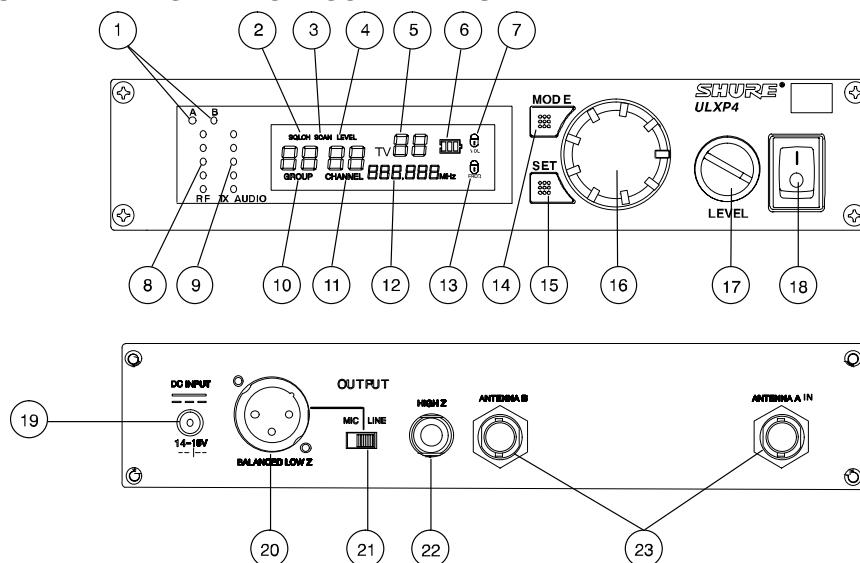 1 2 3 4 5 6 7
A B
SQLCH SCAN LEVEL
TV
VOL
GROUP CHANNEL MHz
FREQ
RF TX AUDIO
MODE
SET
SHURE
ULXP4
LEVEL
8 9 10 11 12 13 14 15 16 17 18
DC INPUT
14-18V
BALANCED LOW Z
OUTPUT
MIC LINE
HIGH Z
ANTENNA B
ANTENNA A IN
19
20 21 22 23